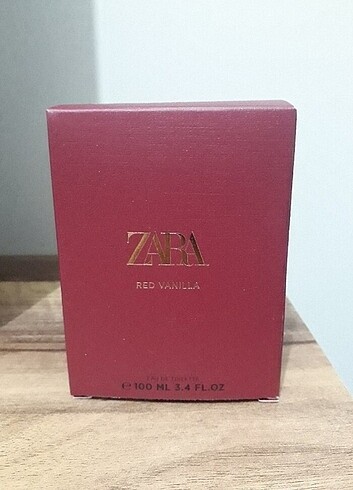 ZARA
RED VANILLA
EAU DE TOILETTE
℮ 100 ML 3.4 FL.OZ